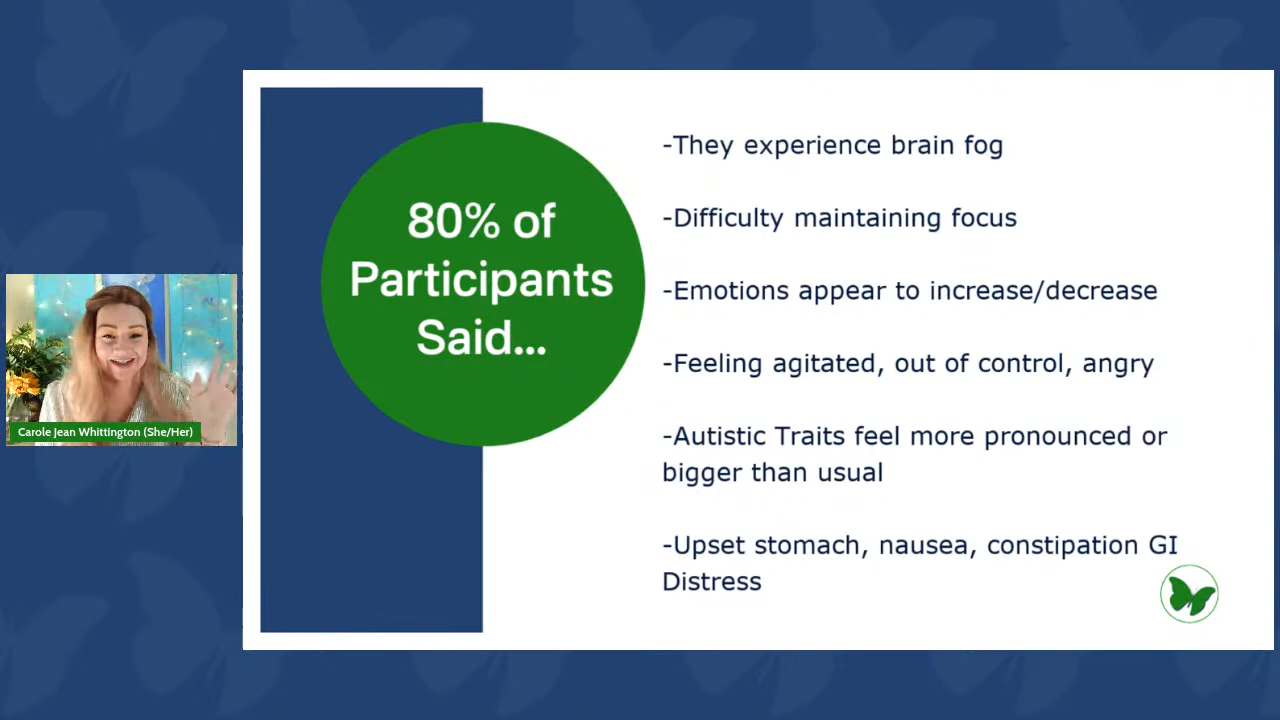 80% of
Participants
Said...
-They experience brain fog
-Difficulty maintaining focus
-Emotions appear to increase/decrease
-Feeling agitated, out of control, angry
-Autistic Traits feel more pronounced or
bigger than usual
-Upset stomach, nausea, constipation GI
Distress
Carole Jean Whittington (She/Her)